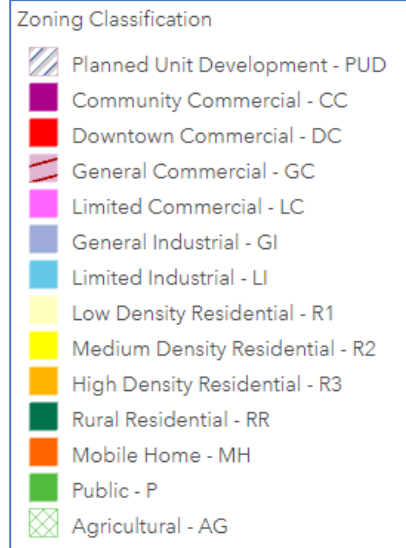 Zoning Classification
Planned Unit Development - PUD
Community Commercial - CC
Downtown Commercial - DC
General Commercial - GC
Limited Commercial - LC
General Industrial - GI
Limited Industrial - LI
Low Density Residential - R1
Medium Density Residential - R2
High Density Residential - R3
Rural Residential - RR
Mobile Home - MH
Public - P
Agricultural - AG